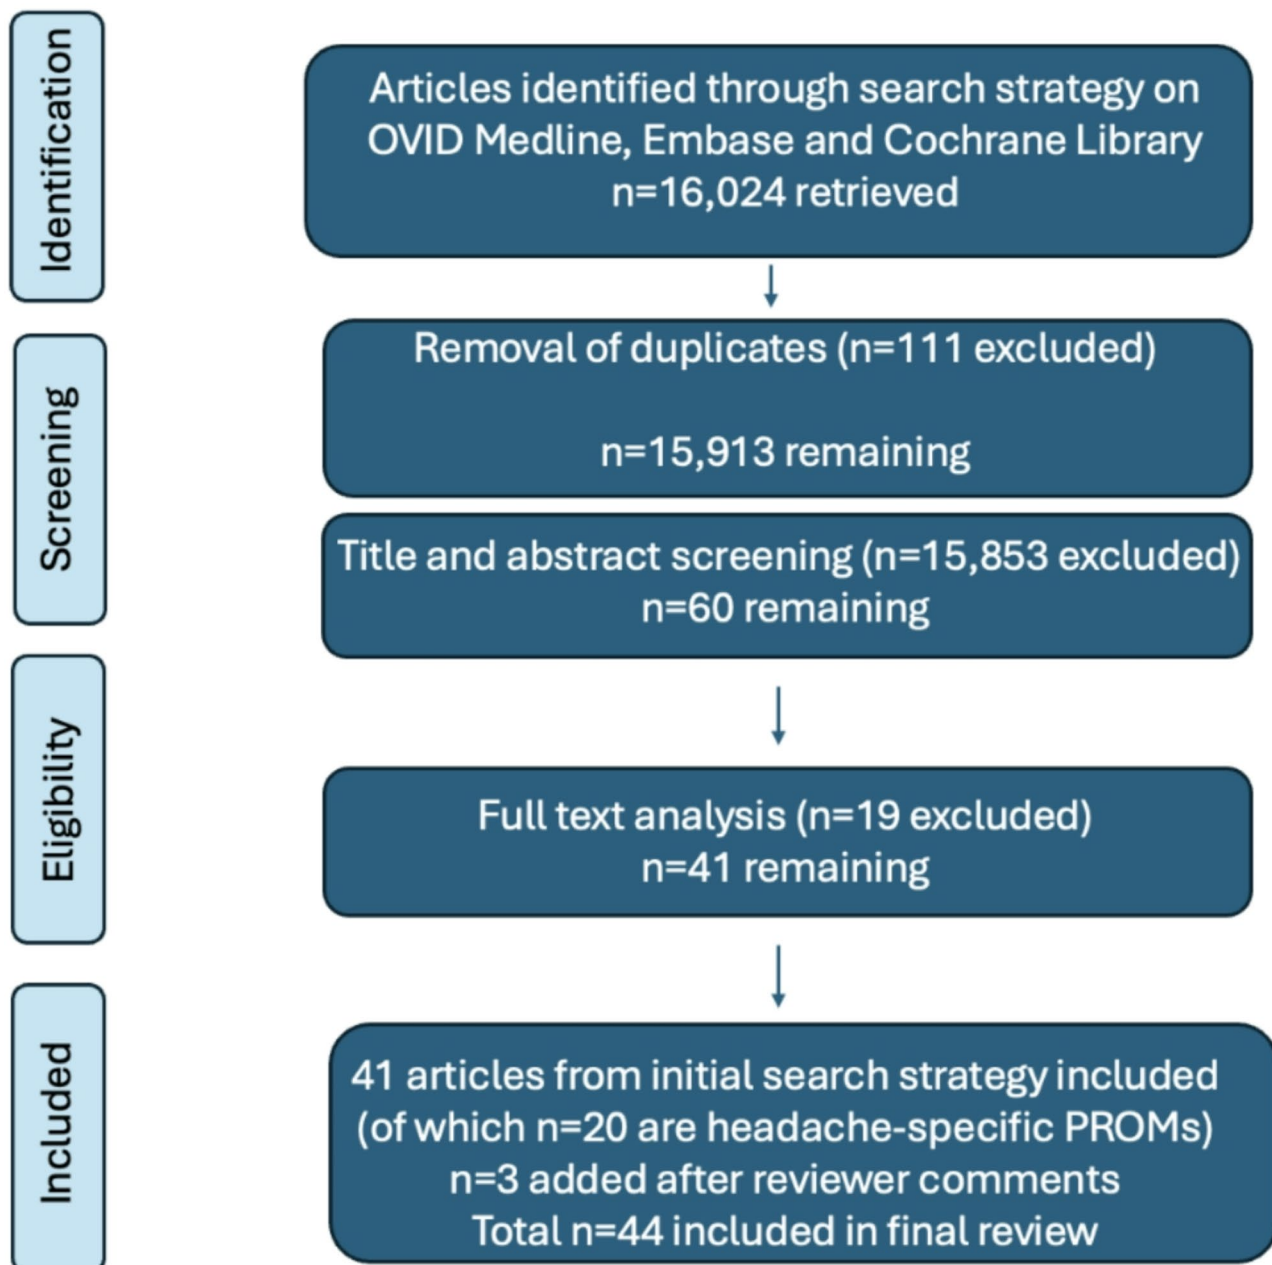 Identification
Articles identified through search strategy on
OVID Medline, Embase and Cochrane Library
n=16,024 retrieved
Screening
Removal of duplicates (n=111 excluded)
n=15,913 remaining
Title and abstract screening (n=15,853 excluded)
n=60 remaining
Eligibility
Full text analysis (n=19 excluded)
n=41 remaining
Included
41 articles from initial search strategy included
(of which n=20 are headache-specific PROMs)
n=3 added after reviewer comments
Total n=44 included in final review